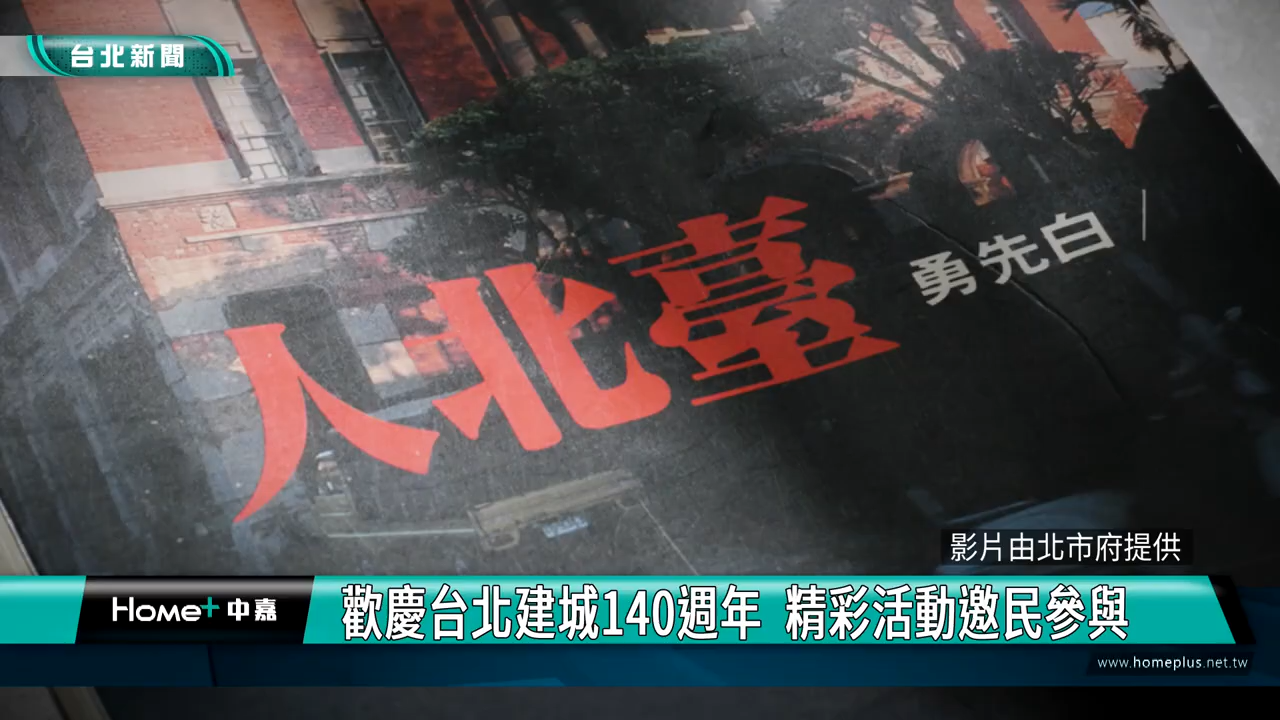 台北新聞
人北臺
勇先白
影片由北市府提供
Home+中嘉
歡慶台北建城140週年 精彩活動邀民參與
www.homeplus.net.tw